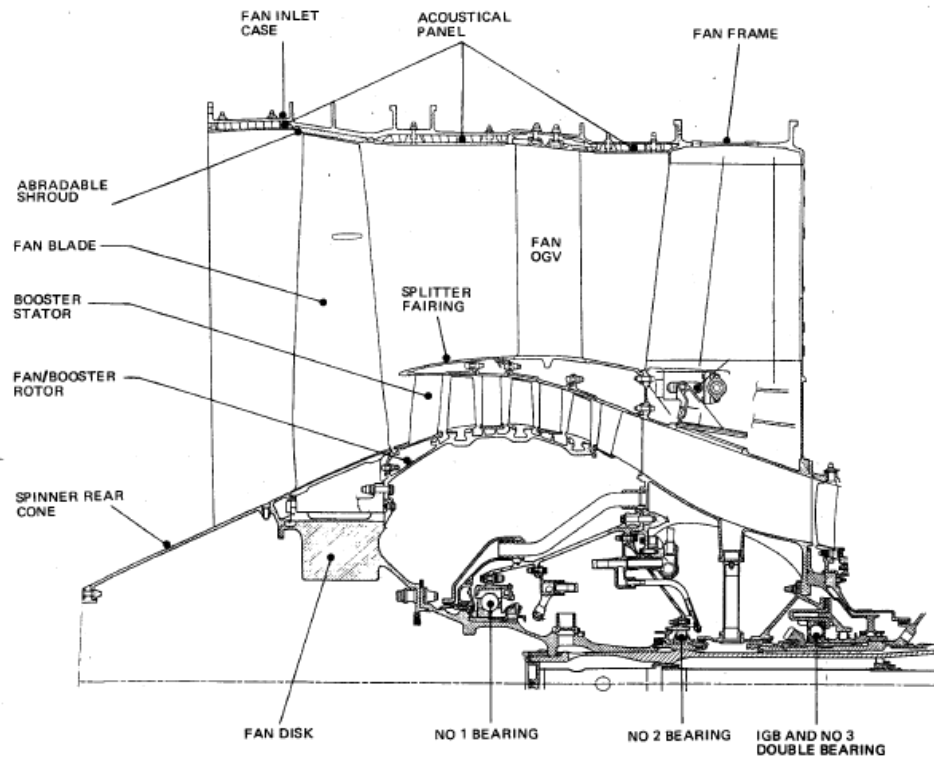 FAN INLET
CASE
ACOUSTICAL
PANEL
FAN FRAME
ABRADABLE
SHROUD
FAN BLADE
FAN
OGV
BOOSTER
STATOR
SPLITTER
FAIRING
FAN/BOOSTER
ROTOR
SPINNER REAR
CONE
FAN DISK
NO 1 BEARING
NO 2 BEARING
IGB AND NO 3
DOUBLE BEARING